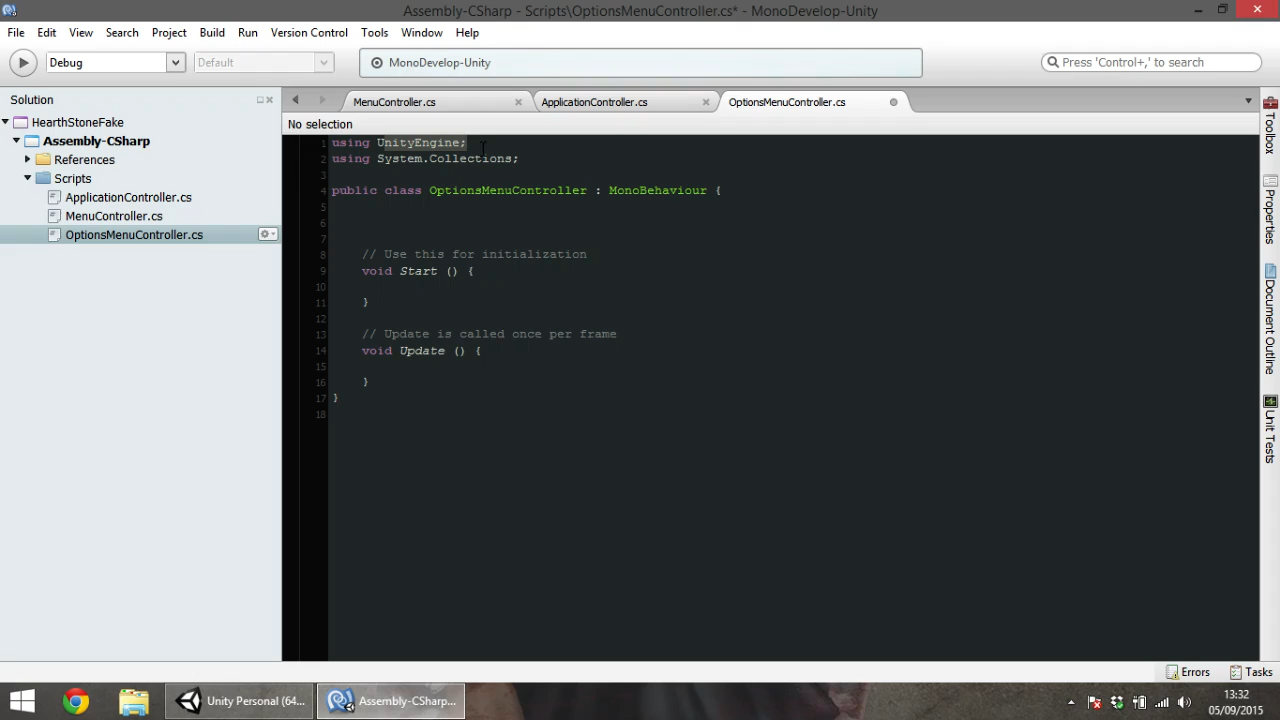 Assembly-CSharp - Scripts\OptionsMenuController.cs* - MonoDevelop-Unity
File Edit View Search Project Build Run Version Control Tools Window Help
Debug Default MonoDevelop-Unity Press 'Control+,' to search
Solution
HearthStoneFake
Assembly-CSharp
References
Scripts
ApplicationController.cs
MenuController.cs
OptionsMenuController.cs
MenuController.cs ApplicationController.cs OptionsMenuController.cs
No selection
1 using UnityEngine;
2 using System.Collections;
3
4 public class OptionsMenuController : MonoBehaviour {
5
6
7
8 // Use this for initialization
9 void Start () {
10
11 }
12
13 // Update is called once per frame
14 void Update () {
15
16 }
17 }
18
Toolbox
Properties
Document Outline
Unit Tests
Errors Tasks
Unity Personal (64... Assembly-CSharp...
13:32
05/09/2015